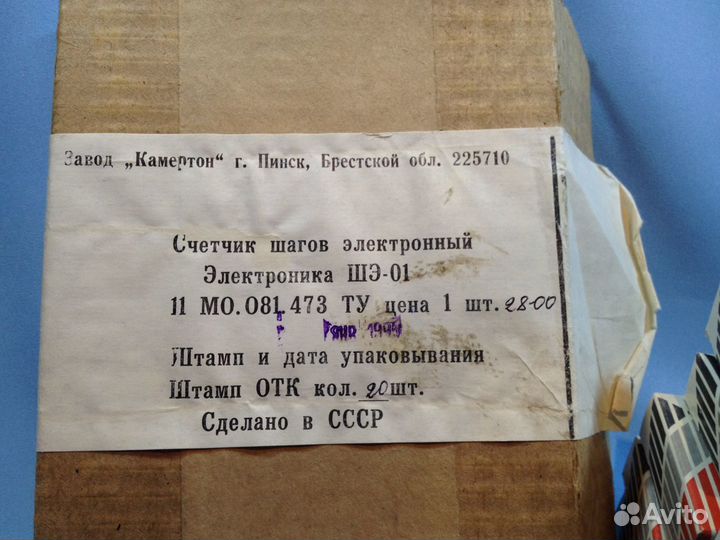 Завод „Камертон“ г. Пинск, Брестской обл. 225710
Счетчик шагов электронный
Электроника ШЭ-01
11 МО.081.473 ТУ цена 1 шт. 28-00
ЯНВ
Штамп и дата упаковывания
Штамп ОТК кол. 20 шт.
Сделано в СССР
Avito